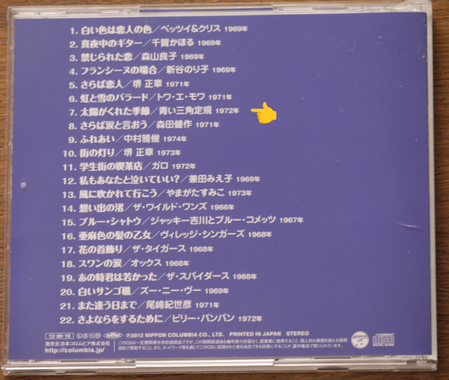 1. 白い色は恋人の色／ベッツイ&クリス 1969年
2. 真夜中のギター／千賀かほる 1969年
3. 禁じられた恋／森山良子 1969年
4. フランシーヌの場合／新谷のり子 1969年
5. さらば恋人／堺 正章 1971年
6. 虹と雪のバラード／トワ・エ・モワ 1971年
7. 太陽がくれた季節／青い三角定規 1972年
8. さらば涙と言おう／森田健作 1971年
9. ふれあい／中村雅俊 1974年
10. 街の灯り／堺 正章 1973年
11. 学生街の喫茶店／ガロ 1972年
12. 私もあなたと泣いていい?／兼田みえ子 1969年
13. 風に吹かれて行こう／やまがたすみこ 1973年
14. 想い出の渚／ザ・ワイルド・ワンズ 1966年
15. ブルー・シャトウ／ジャッキー吉川とブルー・コメッツ 1967年
16. 亜麻色の髪の乙女／ヴィレッジ・シンガーズ 1968年
17. 花の首飾り／ザ・タイガース 1968年
18. スワンの涙／オックス 1968年
19. あの時君は若かった／ザ・スパイダース 1968年
20. 白いサンゴ礁／ズー・ニー・ヴー 1969年
21. また逢う日まで／尾崎紀世彦 1971年
22. さよならをするために／ビリー・バンバン 1972年
℗2012 NIPPON COLUMBIA CO., LTD. PRINTED IN JAPAN STEREO
発売元:日本コロムビア株式会社
http://columbia.jp/